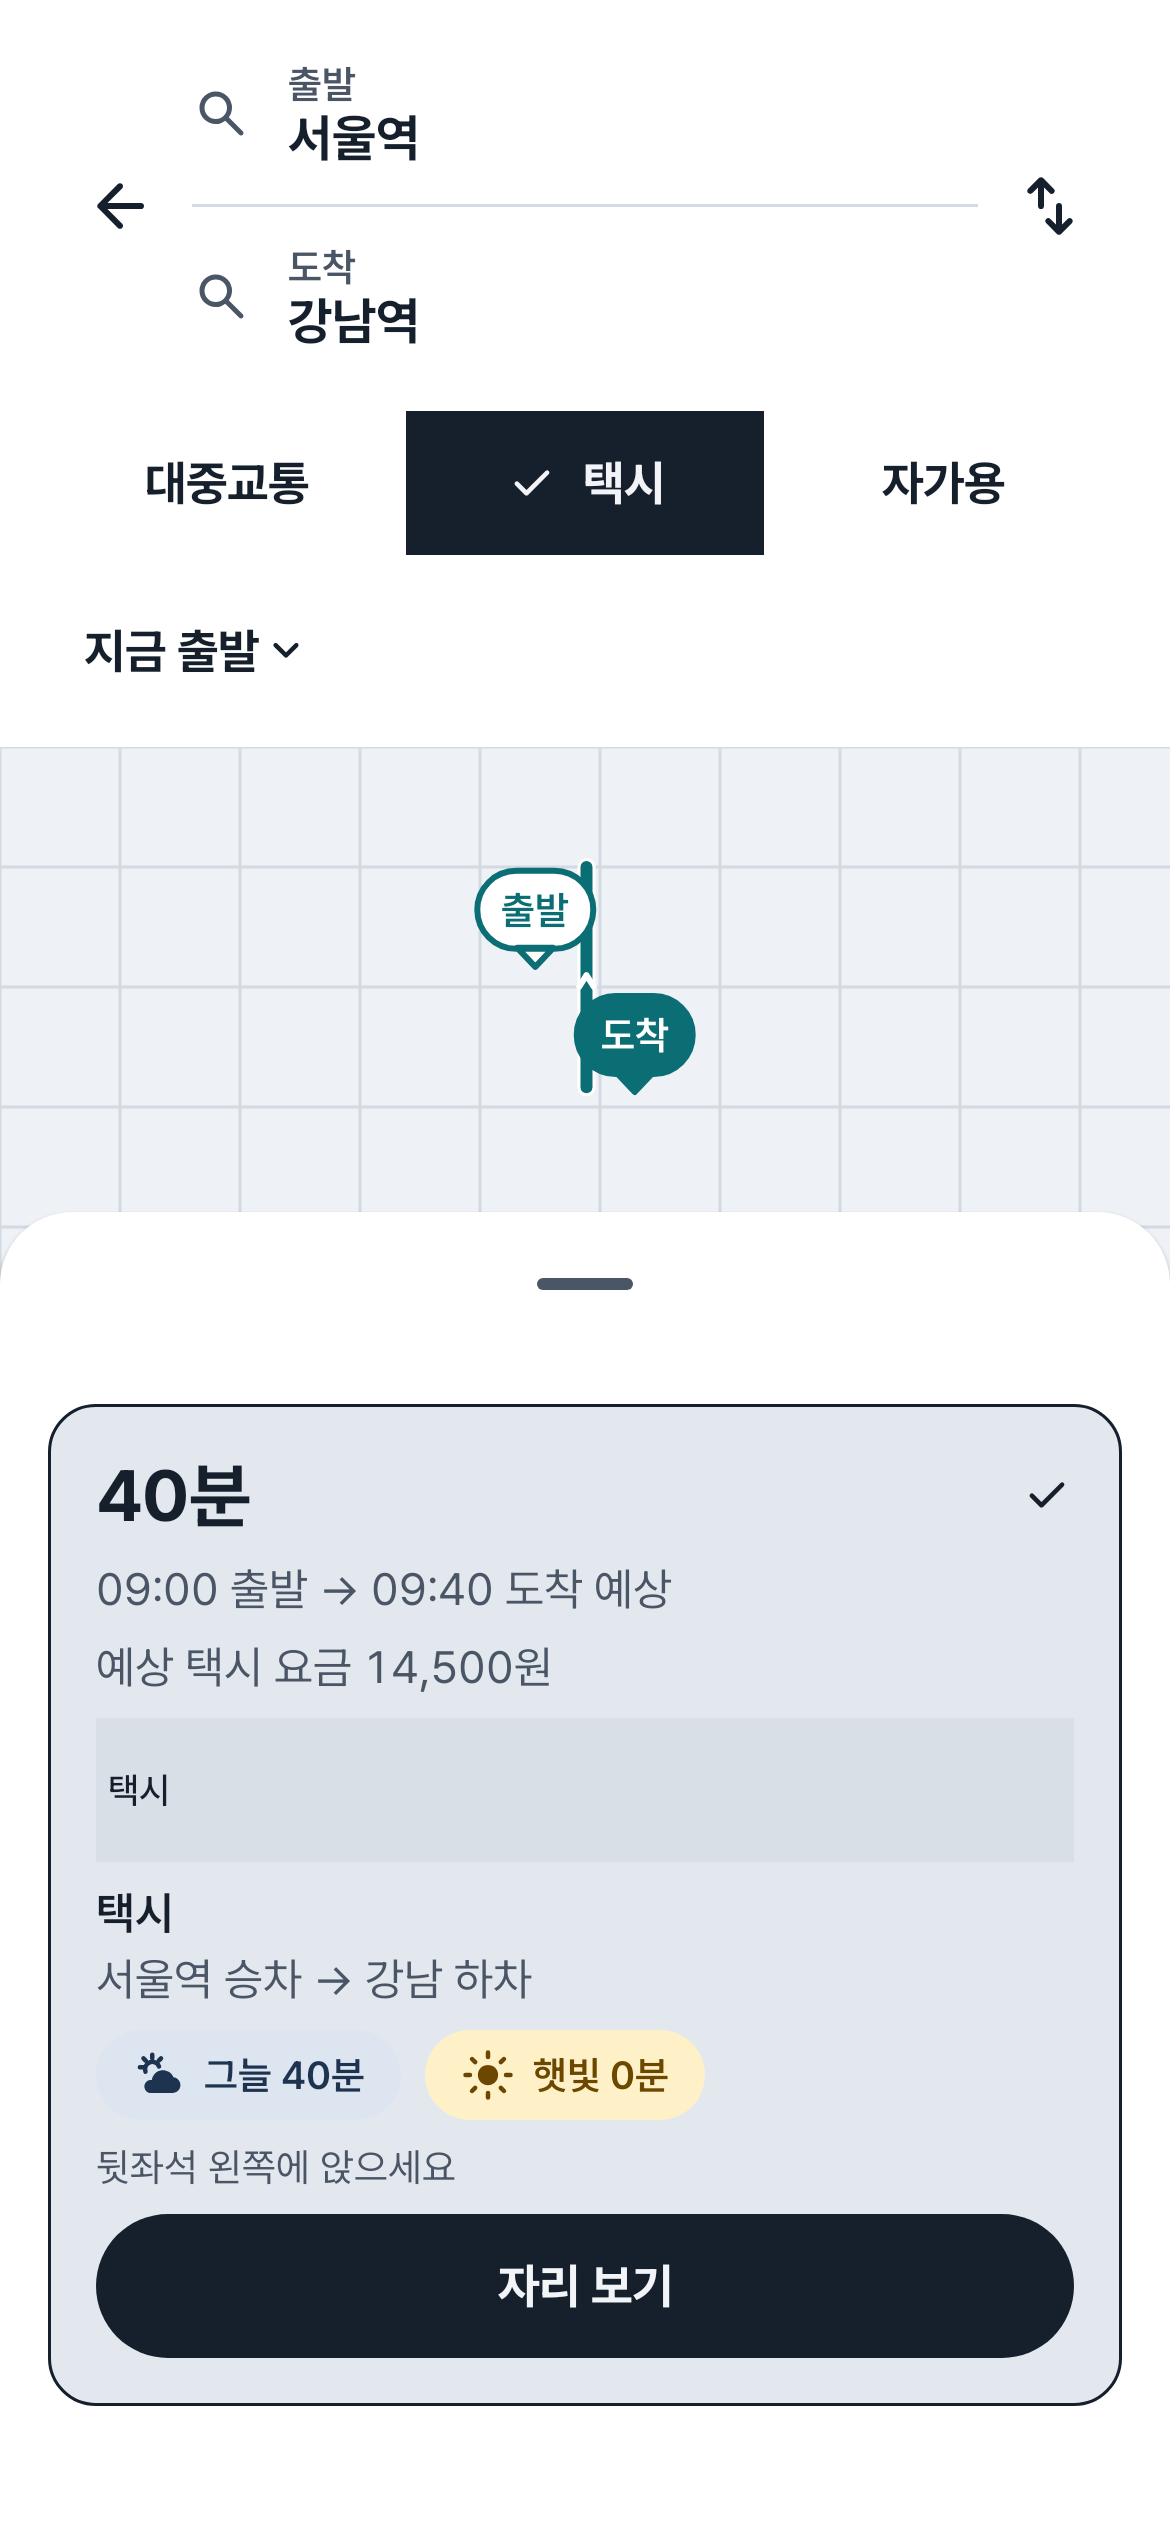 출발
서울역
도착
강남역
대중교통
택시
자가용
지금 출발
출발
도착
40분
09:00 출발 → 09:40 도착 예상
예상 택시 요금 14,500원
택시
택시
서울역 승차 → 강남 하차
그늘 40분
햇빛 0분
뒷좌석 왼쪽에 앉으세요
자리 보기